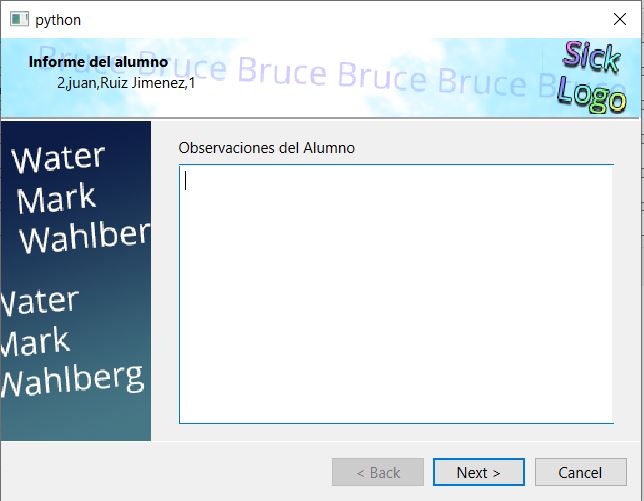 python
Informe del alumno
2,juan,Ruiz Jimenez,1
Bruce Bruce Bruce Bruce Bruce Bruce
Sick
Logo
Water
Mark
Wahlber
Water
Mark
Wahlberg
Observaciones del Alumno
< Back
Next >
Cancel